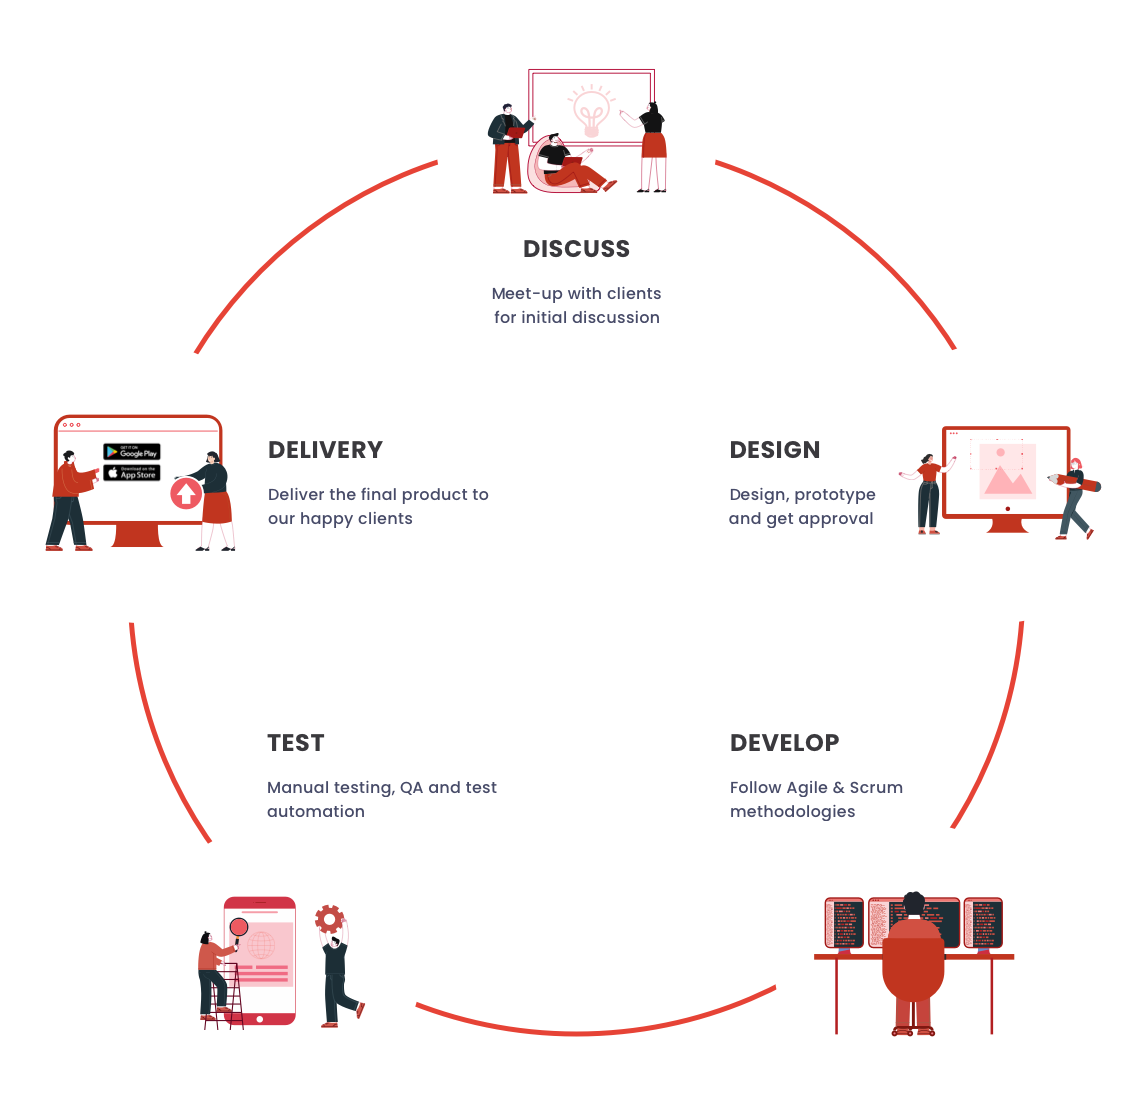 DISCUSS
Meet-up with clients
for initial discussion
DELIVERY
Deliver the final product to
our happy clients
GET IT ON
Google Play
Download on the
App Store
DESIGN
Design, prototype
and get approval
TEST
Manual testing, QA and test
automation
DEVELOP
Follow Agile & Scrum
methodologies